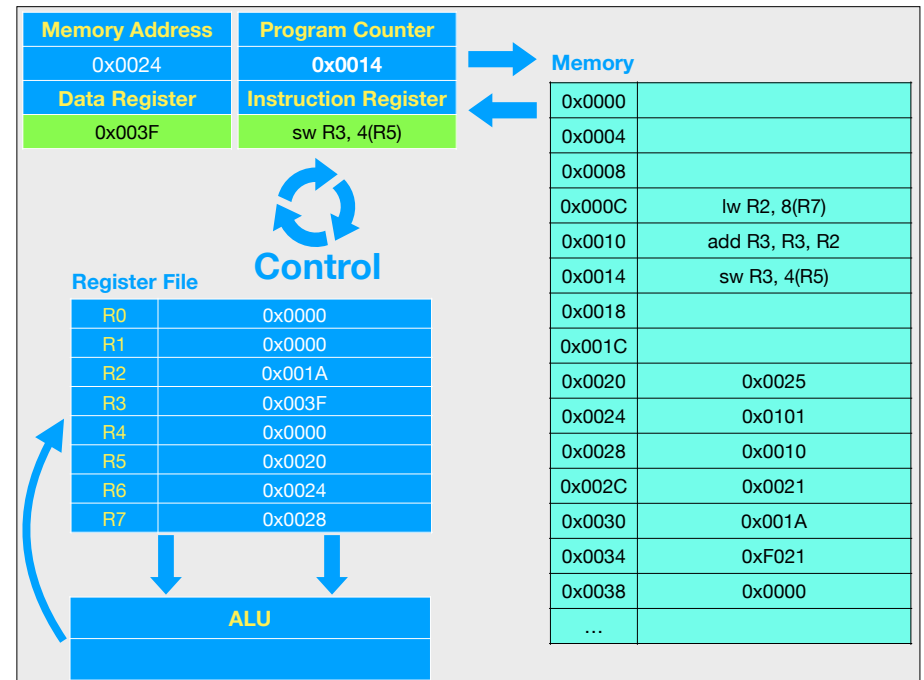 Memory Address Program Counter
0x0024 0x0014
Data Register Instruction Register
0x003F sw R3, 4(R5)
Control
Register File
R0 0x0000
R1 0x0000
R2 0x001A
R3 0x003F
R4 0x0000
R5 0x0020
R6 0x0024
R7 0x0028
ALU
Memory
0x0000
0x0004
0x0008
0x000C lw R2, 8(R7)
0x0010 add R3, R3, R2
0x0014 sw R3, 4(R5)
0x0018
0x001C
0x0020 0x0025
0x0024 0x0101
0x0028 0x0010
0x002C 0x0021
0x0030 0x001A
0x0034 0xF021
0x0038 0x0000
…